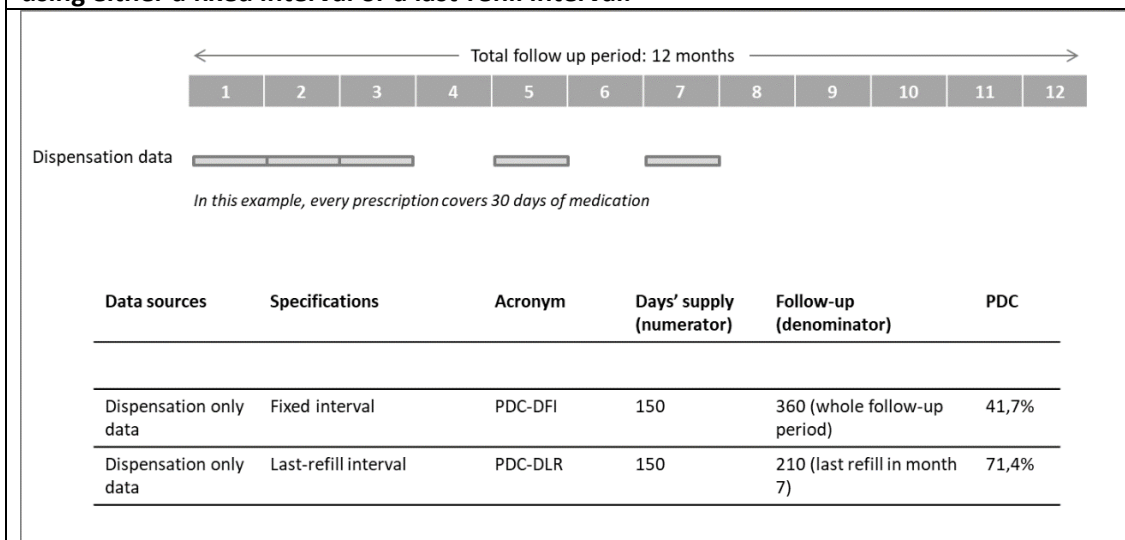 using either a fixed interval or a last-refill interval.
Total follow up period: 12 months
1 2 3 4 5 6 7 8 9 10 11 12
Dispensation data
In this example, every prescription covers 30 days of medication
Data sources Specifications Acronym Days' supply (numerator) Follow-up (denominator) PDC
Dispensation only data Fixed interval PDC-DFI 150 360 (whole follow-up period) 41,7%
Dispensation only data Last-refill interval PDC-DLR 150 210 (last refill in month 7) 71,4%